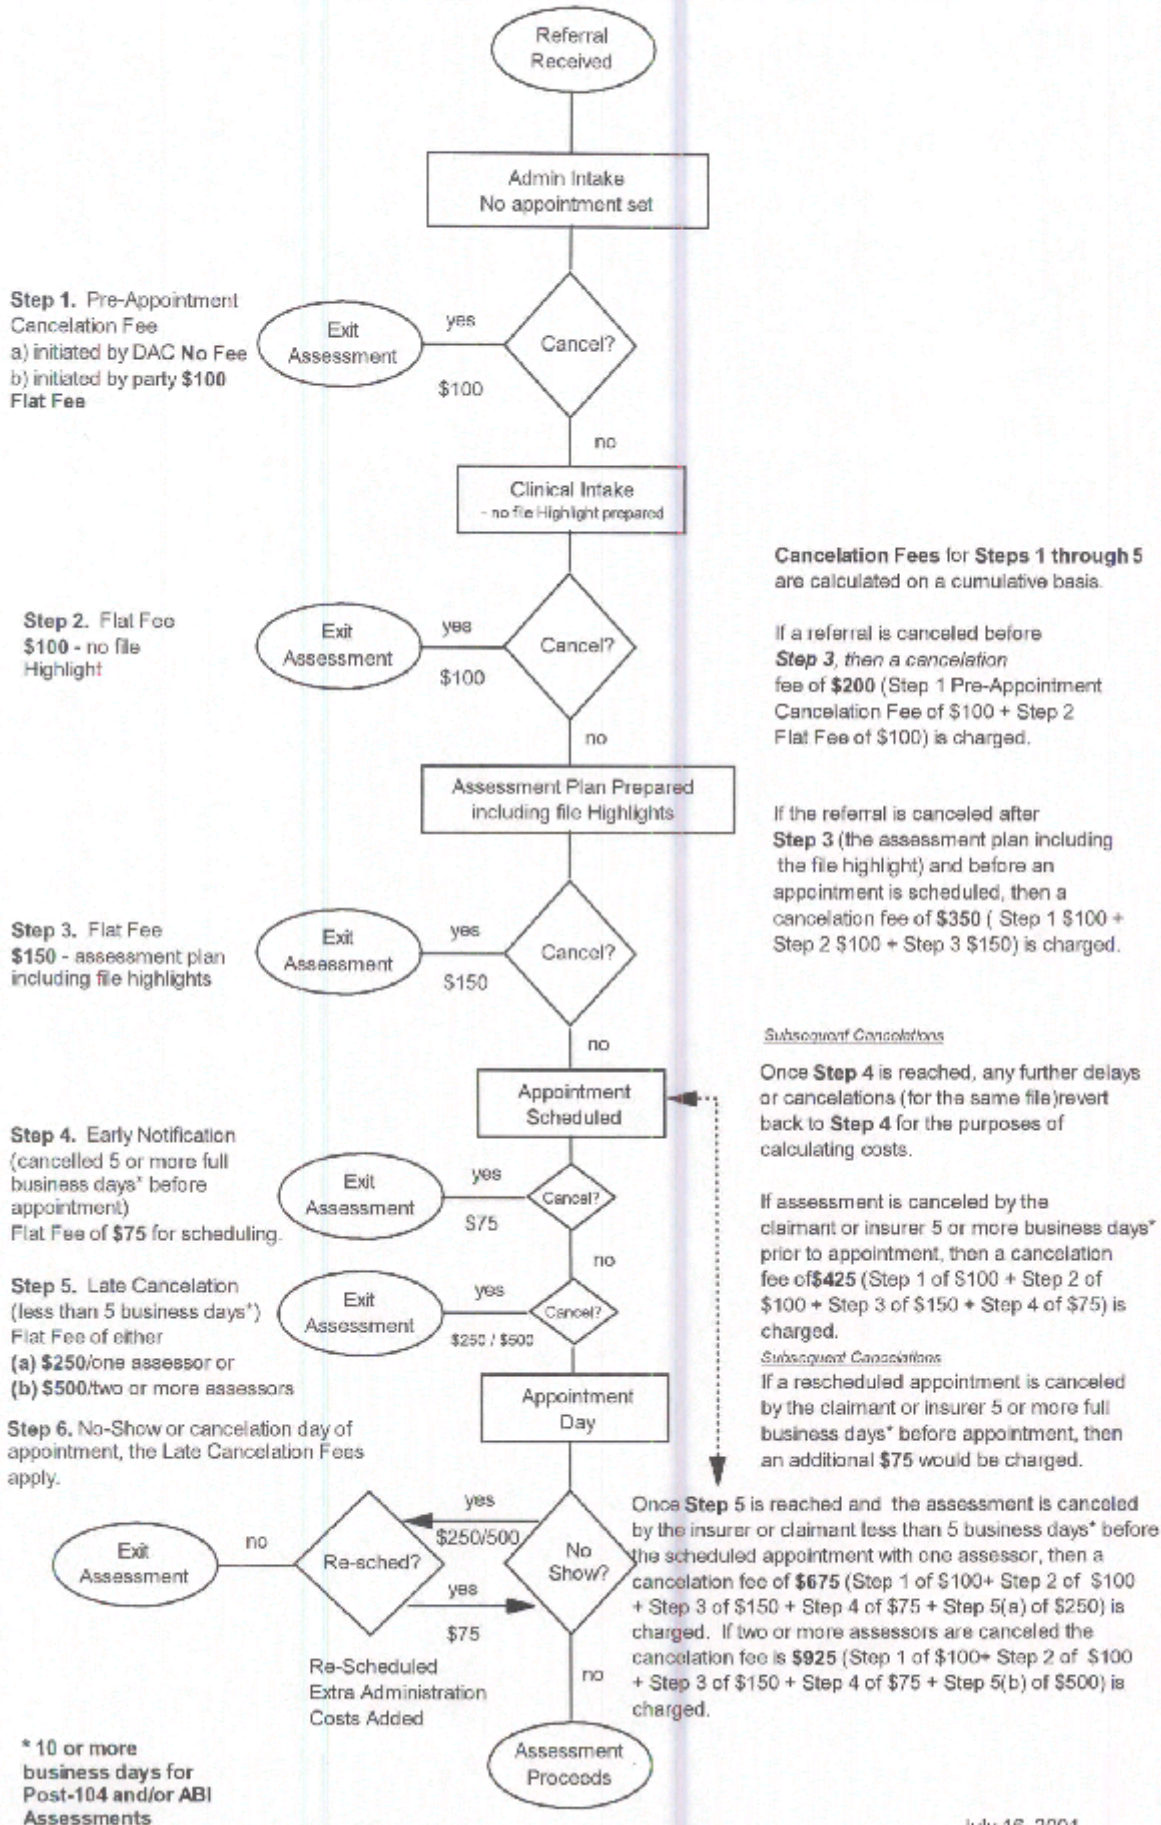 Referral
Received
Admin Intake
No appointment set
Step 1. Pre-Appointment
Cancelation Fee
a) initiated by DAC No Fee
b) initiated by party $100
Flat Fee
Exit
Assessment
yes
$100
Cancel?
no
Clinical Intake
- no file Highlight prepared
Step 2. Flat Fee
$100 - no file
Highlight
Exit
Assessment
yes
$100
Cancel?
no
Cancelation Fees for Steps 1 through 5
are calculated on a cumulative basis.
If a referral is canceled before
Step 3, then a cancelation
fee of $200 (Step 1 Pre-Appointment
Cancelation Fee of $100 + Step 2
Flat Fee of $100) is charged.
Assessment Plan Prepared
including file Highlights
If the referral is canceled after
Step 3 (the assessment plan including
the file highlight) and before an
appointment is scheduled, then a
cancelation fee of $350 ( Step 1 $100 +
Step 2 $100 + Step 3 $150) is charged.
Step 3. Flat Fee
$150 - assessment plan
including file highlights
Exit
Assessment
yes
$150
Cancel?
no
Appointment
Scheduled
Subsequent Cancelations
Once Step 4 is reached, any further delays
or cancelations (for the same file)revert
back to Step 4 for the purposes of
calculating costs.
Step 4. Early Notification
(cancelled 5 or more full
business days* before
appointment)
Flat Fee of $75 for scheduling.
Exit
Assessment
yes
$75
Cancel?
no
If assessment is canceled by the
claimant or insurer 5 or more business days*
prior to appointment, then a cancelation
fee of$425 (Step 1 of $100 + Step 2 of
$100 + Step 3 of $150 + Step 4 of $75) is
charged.
Step 5. Late Cancelation
(less than 5 business days*)
Flat Fee of either
(a) $250/one assessor or
(b) $500/two or more assessors
Exit
Assessment
yes
$250 / $500
Cancel?
Subsequent Cancelations
If a rescheduled appointment is canceled
by the claimant or insurer 5 or more full
business days* before appointment, then
an additional $75 would be charged.
Appointment
Day
Step 6. No-Show or cancelation day of
appointment, the Late Cancelation Fees
apply.
Exit
Assessment
no
Re-sched?
yes
$250/500
yes
$75
No
Show?
no
Re-Scheduled
Extra Administration
Costs Added
Once Step 5 is reached and the assessment is canceled
by the insurer or claimant less than 5 business days* before
the scheduled appointment with one assessor, then a
cancelation fee of $675 (Step 1 of $100+ Step 2 of $100
+ Step 3 of $150 + Step 4 of $75 + Step 5(a) of $250) is
charged. If two or more assessors are canceled the
cancelation fee is $925 (Step 1 of $100+ Step 2 of $100
+ Step 3 of $150 + Step 4 of $75 + Step 5(b) of $500) is
charged.
Assessment
Proceeds
* 10 or more
business days for
Post-104 and/or ABI
Assessments
July 16, 2001